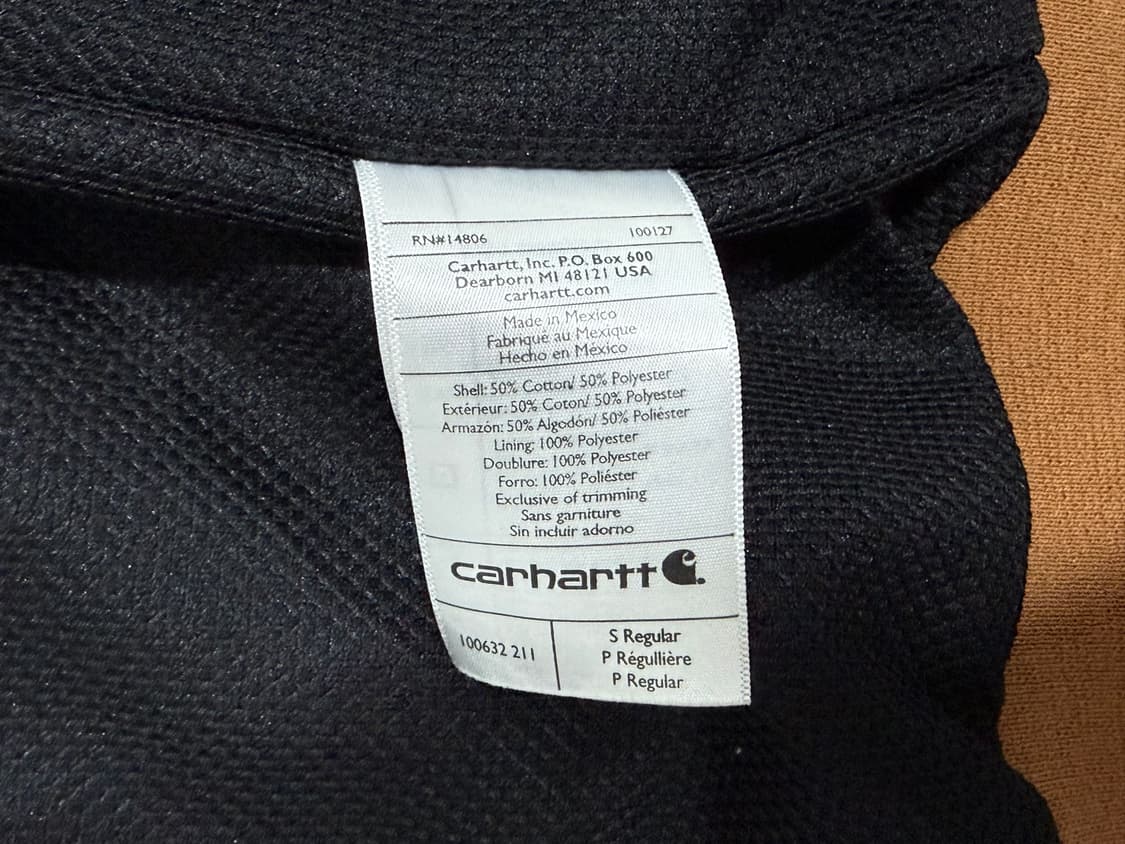 RN#14806 100127
Carhartt, Inc. P.O. Box 600
Dearborn MI 48121 USA
carhartt.com
Made in Mexico
Fabriqué au Mexique
Hecho en México
Shell: 50% Cotton/ 50% Polyester
Extérieur: 50% Coton/ 50% Polyester
Armazón: 50% Algodón/ 50% Poliéster
Lining: 100% Polyester
Doublure: 100% Polyester
Forro: 100% Poliéster
Exclusive of trimming
Sans garniture
Sin incluir adorno
carhartt
100632 211
S Regular
P Régullière
P Regular